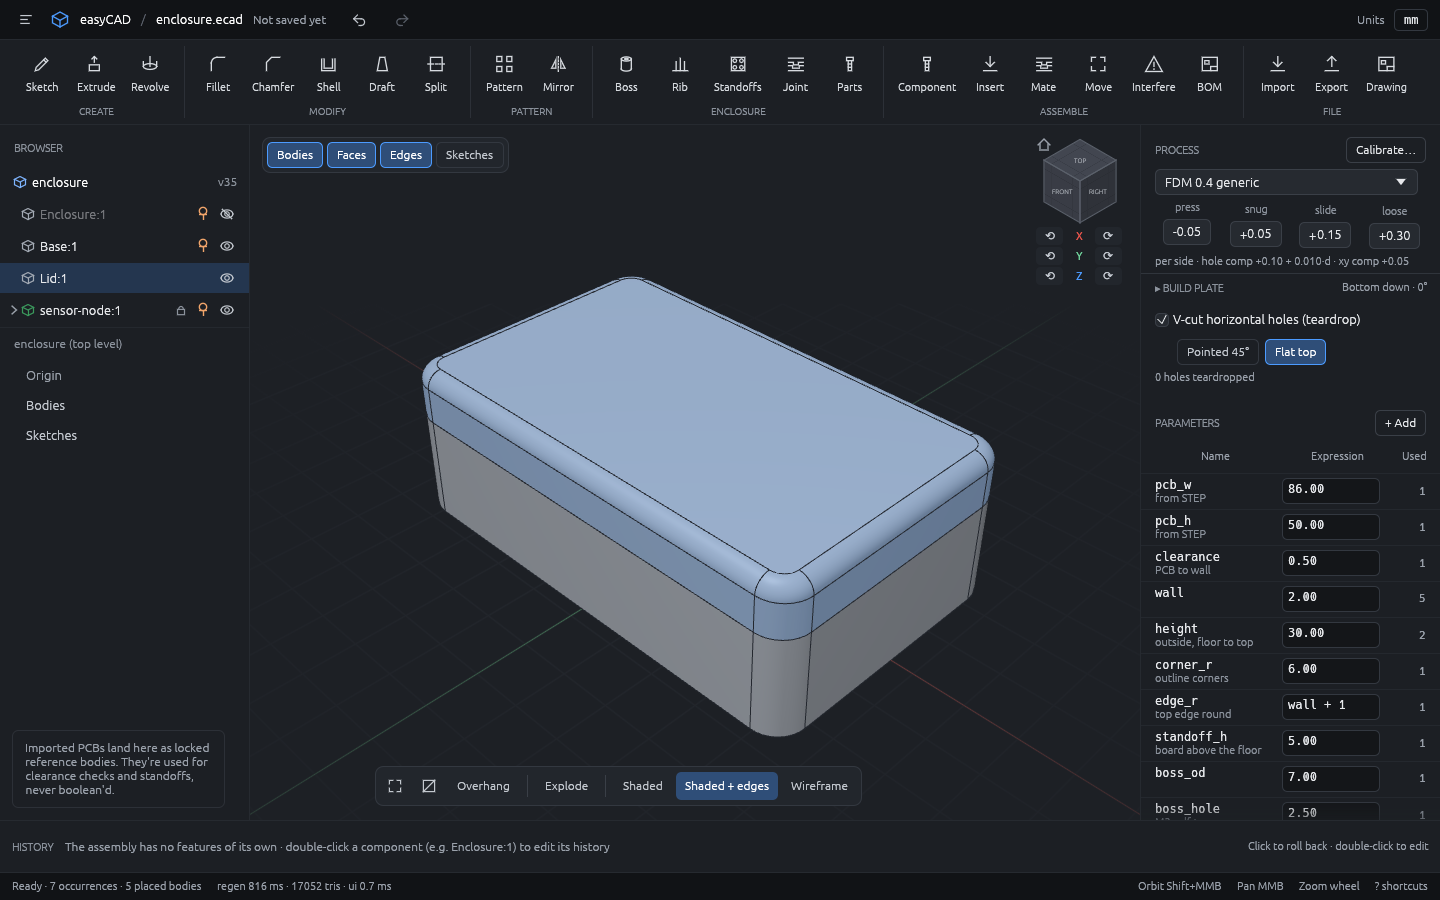 easyCAD / enclosure.ecad Not saved yet
Units mm
Sketch Extrude Revolve
CREATE
Fillet Chamfer Shell Draft Split
MODIFY
Pattern Mirror
PATTERN
Boss Rib Standoffs Joint Parts
ENCLOSURE
Component Insert Mate Move Interfere BOM
ASSEMBLE
Import Export Drawing
FILE
BROWSER
enclosure v35
Enclosure:1
Base:1
Lid:1
sensor-node:1
enclosure (top level)
Origin
Bodies
Sketches
Imported PCBs land here as locked
reference bodies. They're used for
clearance checks and standoffs,
never boolean'd.
Bodies Faces Edges Sketches
TOP
FRONT RIGHT
X
Y
Z
Overhang Explode Shaded Shaded + edges Wireframe
PROCESS Calibrate...
FDM 0.4 generic
press snug slide loose
-0.05 +0.05 +0.15 +0.30
per side · hole comp +0.10 + 0.010·d · xy comp +0.05
▸ BUILD PLATE Bottom down · 0°
V-cut horizontal holes (teardrop)
Pointed 45° Flat top
0 holes teardropped
PARAMETERS + Add
Name Expression Used
pcb_w 86.00 1
from STEP
pcb_h 50.00 1
from STEP
clearance 0.50 1
PCB to wall
wall 2.00 5
height 30.00 2
outside, floor to top
corner_r 6.00 1
outline corners
edge_r wall + 1 1
top edge round
standoff_h 5.00 1
board above the floor
boss_od 7.00 1
boss_hole 2.50 1
HISTORY The assembly has no features of its own · double-click a component (e.g. Enclosure:1) to edit its history
Click to roll back · double-click to edit
Ready · 7 occurrences · 5 placed bodies regen 816 ms · 17052 tris · ui 0.7 ms
Orbit Shift+MMB Pan MMB Zoom wheel ? shortcuts